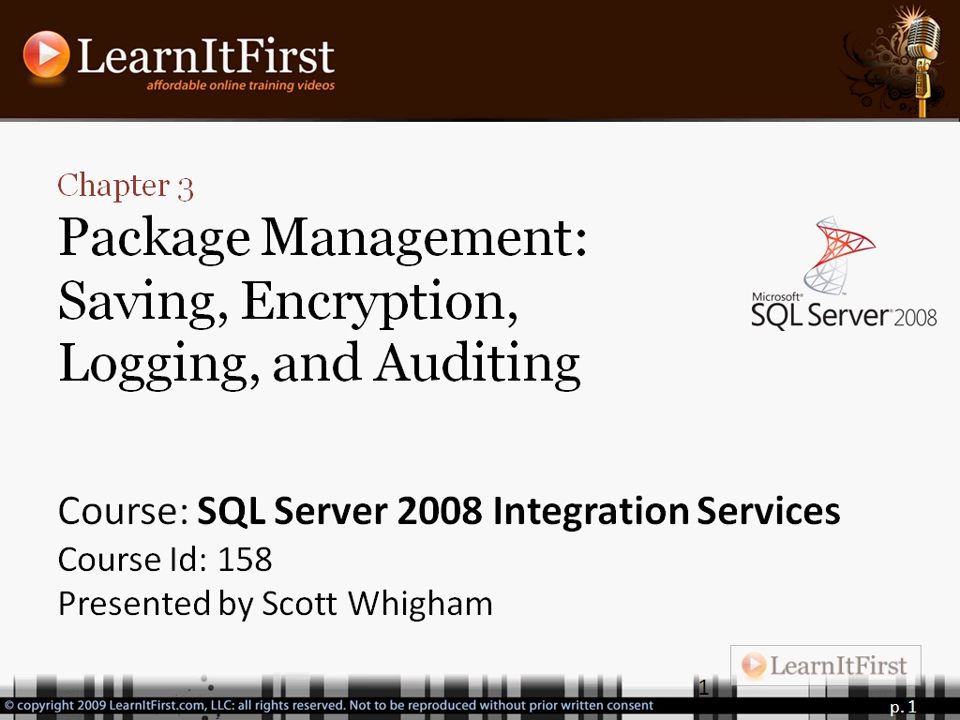 LearnItFirst
affordable online training videos
Chapter 3
Package Management:
Saving, Encryption,
Logging, and Auditing
Microsoft®
SQL Server® 2008
Course: SQL Server 2008 Integration Services
Course Id: 158
Presented by Scott Whigham
LearnItFirst
1
© copyright 2009 LearnItFirst.com, LLC: all rights reserved. Not to be reproduced without prior written consent
p. 1